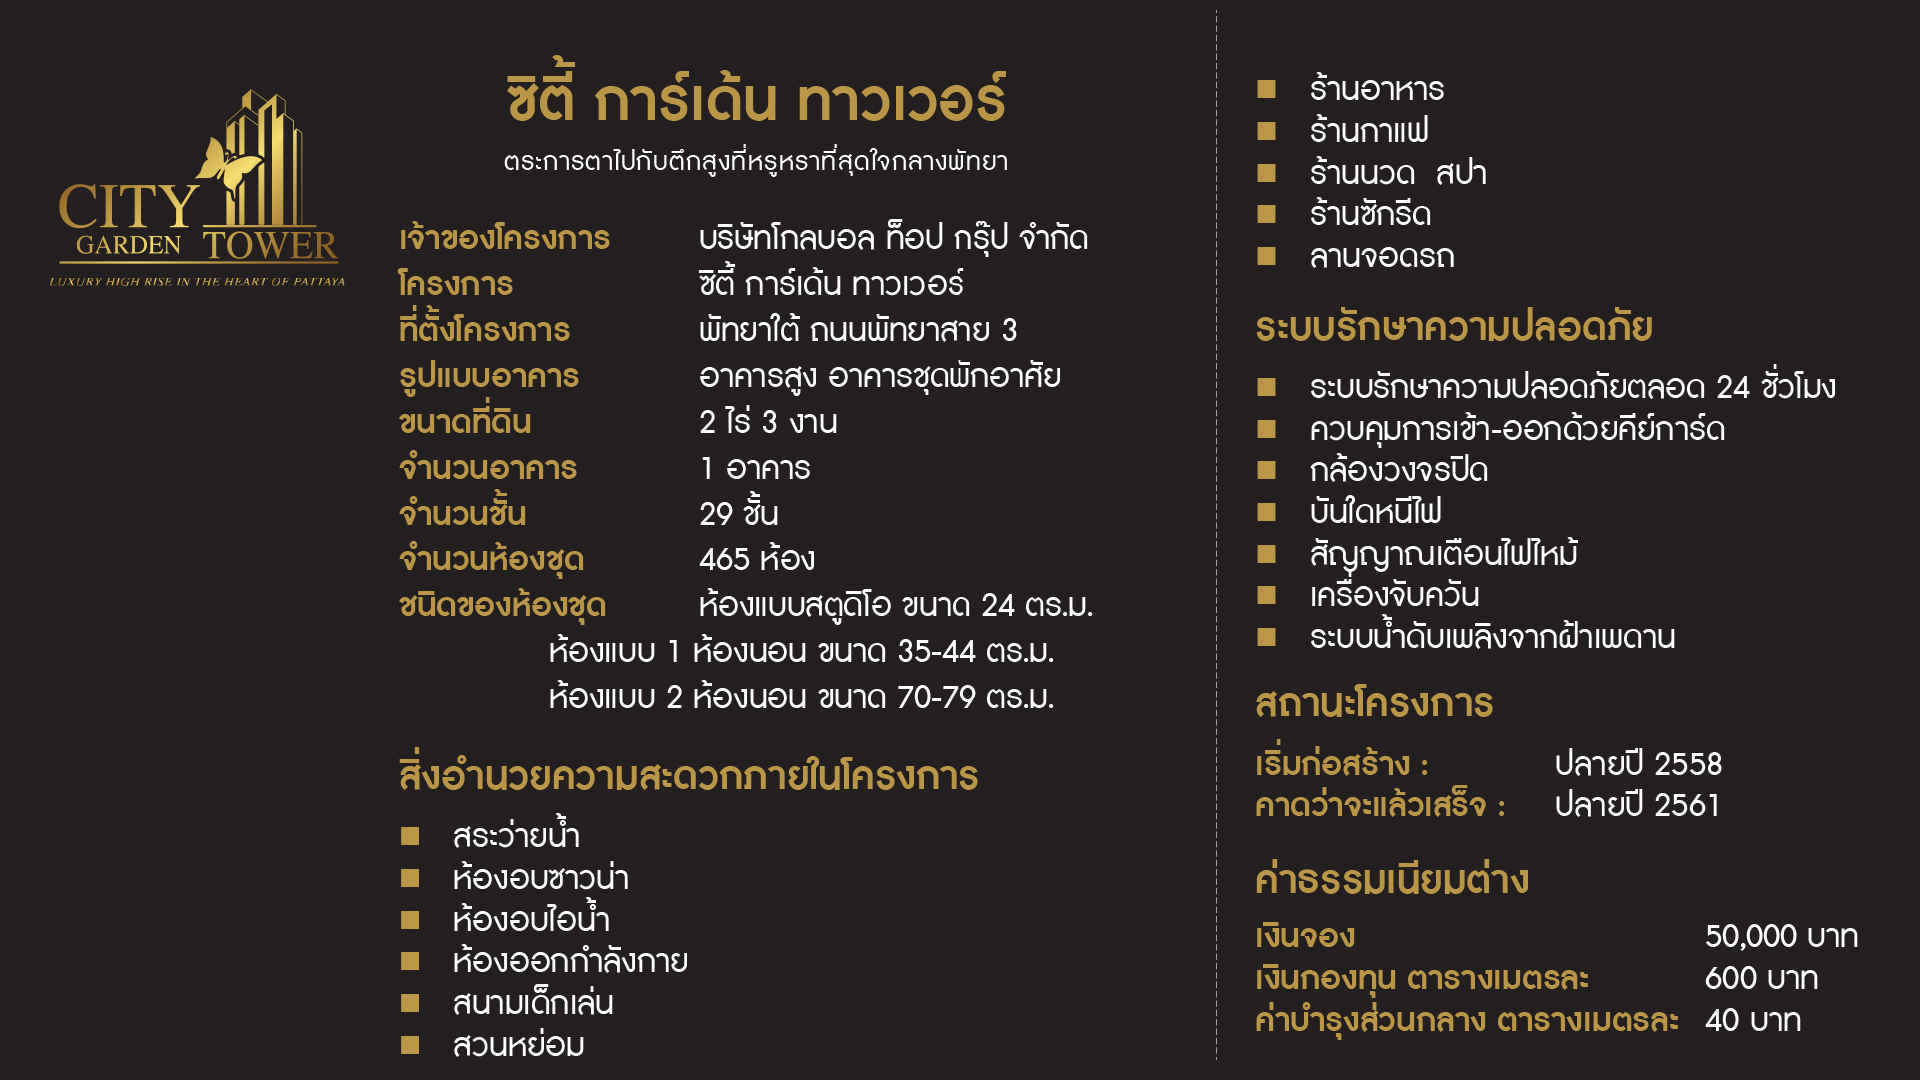 CITY
GARDEN TOWER
LUXURY HIGH RISE IN THE HEART OF PATTAYA
ซิตี้ การ์เด้น ทาวเวอร์
ตระการตาไปกับตึกสูงที่หรูหราที่สุดใจกลางพัทยา
เจ้าของโครงการ บริษัทโกลบอล ท็อป กรุ๊ป จำกัด
โครงการ ซิตี้ การ์เด้น ทาวเวอร์
ที่ตั้งโครงการ พัทยาใต้ ถนนพัทยาสาย 3
รูปแบบอาคาร อาคารสูง อาคารชุดพักอาศัย
ขนาดที่ดิน 2 ไร่ 3 งาน
จำนวนอาคาร 1 อาคาร
จำนวนชั้น 29 ชั้น
จำนวนห้องชุด 465 ห้อง
ชนิดของห้องชุด ห้องแบบสตูดิโอ ขนาด 24 ตร.ม.
ห้องแบบ 1 ห้องนอน ขนาด 35-44 ตร.ม.
ห้องแบบ 2 ห้องนอน ขนาด 70-79 ตร.ม.
สิ่งอำนวยความสะดวกภายในโครงการ
■ สระว่ายน้ำ
■ ห้องอบซาวน่า
■ ห้องอบไอน้ำ
■ ห้องออกกำลังกาย
■ สนามเด็กเล่น
■ สวนหย่อม
■ ร้านอาหาร
■ ร้านกาแฟ
■ ร้านนวด สปา
■ ร้านซักรีด
■ ลานจอดรถ
ระบบรักษาความปลอดภัย
■ ระบบรักษาความปลอดภัยตลอด 24 ชั่วโมง
■ ควบคุมการเข้า-ออกด้วยคีย์การ์ด
■ กล้องวงจรปิด
■ บันใดหนีไฟ
■ สัญญาณเตือนไฟไหม้
■ เครื่องจับควัน
■ ระบบน้ำดับเพลิงจากฝ้าเพดาน
สถานะโครงการ
เริ่มก่อสร้าง : ปลายปี 2558
คาดว่าจะแล้วเสร็จ : ปลายปี 2561
ค่าธรรมเนียมต่าง
เงินจอง 50,000 บาท
เงินกองทุน ตารางเมตรละ 600 บาท
ค่าบำรุงส่วนกลาง ตารางเมตรละ 40 บาท